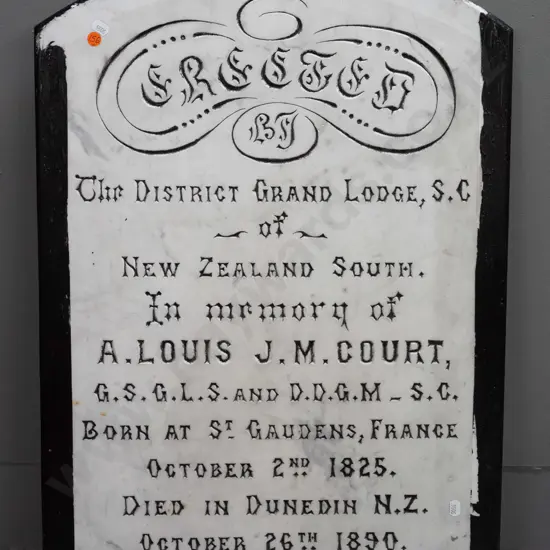 ERECTED
BY
The DISTRICT GRAND LODGE, S.C
of
NEW ZEALAND SOUTH.
In memory of
A. LOUIS J. M. COURT,
G.S.G.L.S. AND D.D.G.M - S.C.
BORN AT ST. GAUDENS, FRANCE
OCTOBER 2ND 1825.
DIED IN DUNEDIN N.Z.
OCTOBER 26TH 1890.